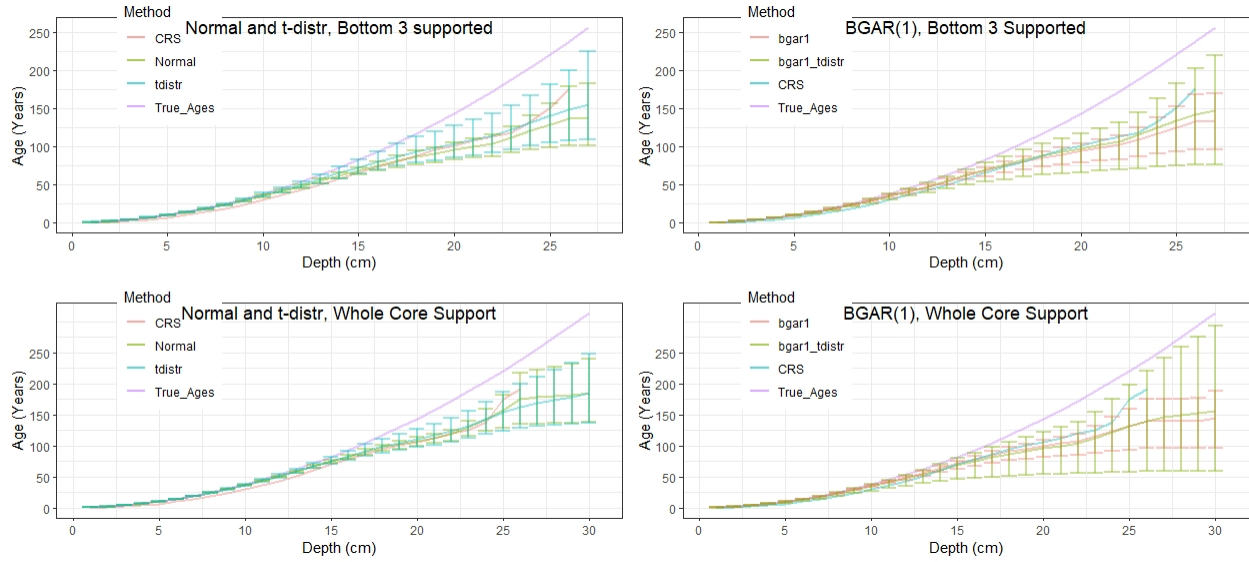 Method
Normal and t-distr, Bottom 3 supported
CRS
Normal
tdistr
True_Ages
Age (Years)
250
200
150
100
50
0
0 5 10 15 20 25
Depth (cm)
Method
BGAR(1), Bottom 3 Supported
bgar1
bgar1_tdistr
CRS
True_Ages
Age (Years)
250
200
150
100
50
0
0 5 10 15 20 25
Depth (cm)
Method
Normal and t-distr, Whole Core Support
CRS
Normal
tdistr
True_Ages
Age (Years)
250
200
150
100
50
0
0 5 10 15 20 25 30
Depth (cm)
Method
BGAR(1), Whole Core Support
bgar1
bgar1_tdistr
CRS
True_Ages
Age (Years)
250
200
150
100
50
0
0 5 10 15 20 25 30
Depth (cm)